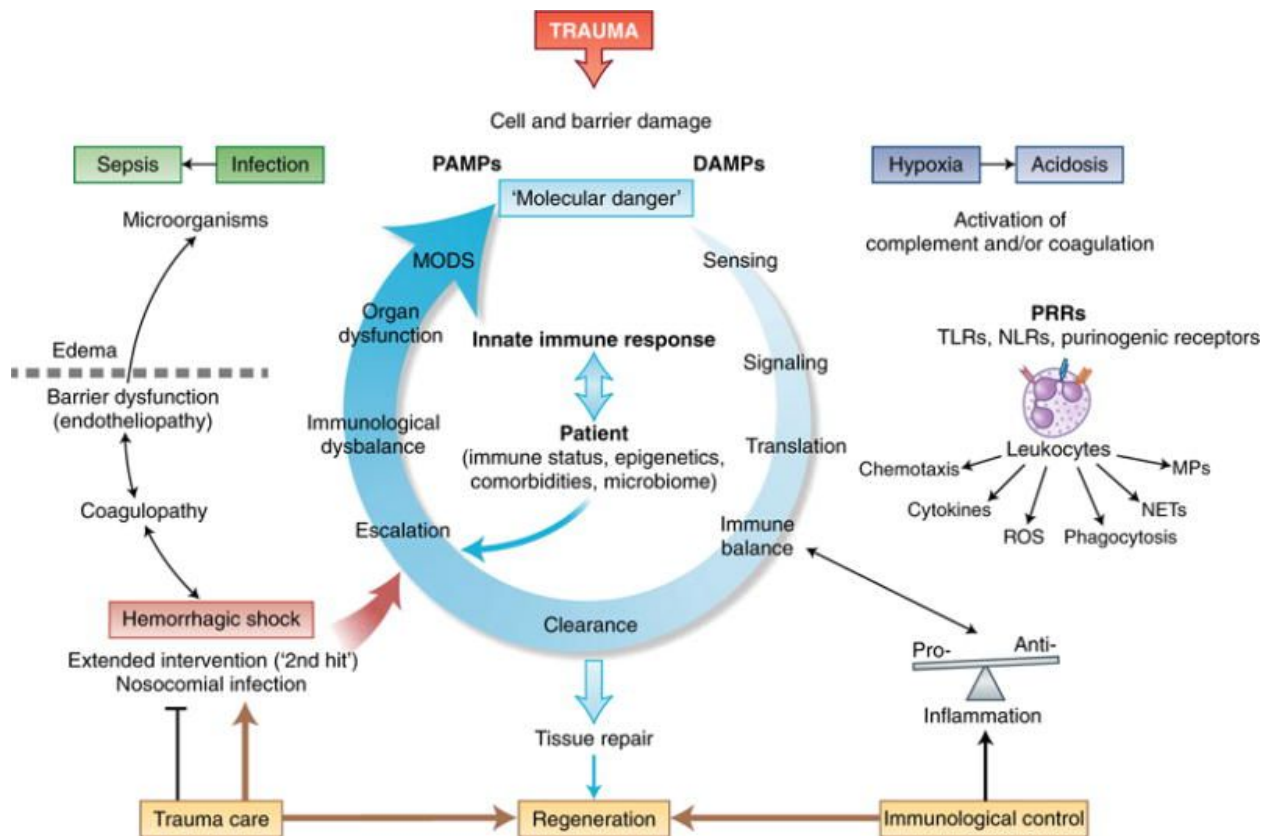 TRAUMA
Cell and barrier damage
PAMPs
DAMPs
'Molecular danger'
Sepsis
Infection
Microorganisms
Edema
Barrier dysfunction
(endotheliopathy)
Coagulopathy
Hemorrhagic shock
Extended intervention ('2nd hit')
Nosocomial infection
MODS
Organ
dysfunction
Immunological
dysbalance
Escalation
Innate immune response
Patient
(immune status, epigenetics,
comorbidities, microbiome)
Sensing
Signaling
Translation
Immune
balance
Clearance
Tissue repair
Hypoxia
Acidosis
Activation of
complement and/or coagulation
PRRs
TLRs, NLRs, purinogenic receptors
Leukocytes
Chemotaxis
Cytokines
ROS
Phagocytosis
NETs
MPs
Pro-
Anti-
Inflammation
Trauma care
Regeneration
Immunological control